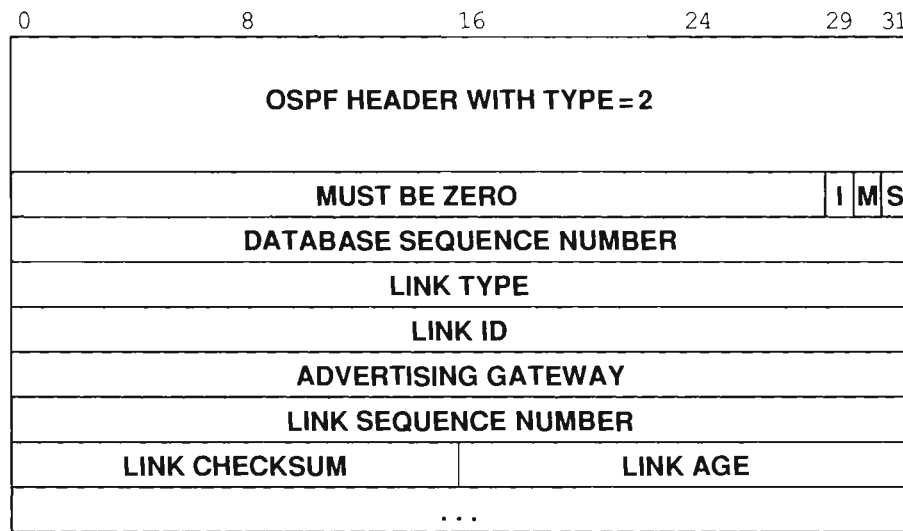 0 8 16 24 29 31
OSPF HEADER WITH TYPE = 2
MUST BE ZERO I M S
DATABASE SEQUENCE NUMBER
LINK TYPE
LINK ID
ADVERTISING GATEWAY
LINK SEQUENCE NUMBER
LINK CHECKSUM LINK AGE
...